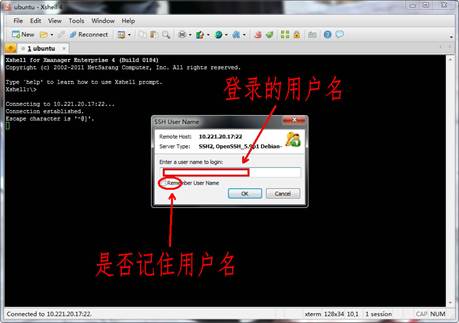 ubuntu - Xshell 4
File Edit View Tools Window Help
New Reconnect
1 ubuntu
Xshell for Xmanager Enterprise 4 (Build 0184)
Copyright (c) 2002-2011 NetSarang Computer, Inc. All rights reserved.
Type `help' to learn how to use Xshell prompt.
Xshell:\>
Connecting to 10.221.20.17:22...
Connection established.
Escape character is '^@]'.
登录的用户名
SSH User Name
Remote Host: 10.221.20.17:22
Server Type: SSH2, OpenSSH_5.9p1 Debian-
Enter a user name to login:
Remember User Name
OK Cancel
是否记住用户名
Connected to 10.221.20.17:22. xterm 128x34 10,1 1 session CAP NUM